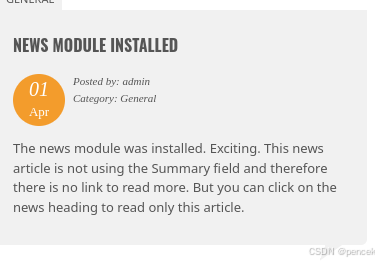 GENERAL
NEWS MODULE INSTALLED
01
Apr
Posted by: admin
Category: General
The news module was installed. Exciting. This news
article is not using the Summary field and therefore
there is no link to read more. But you can click on the
news heading to read only this article.